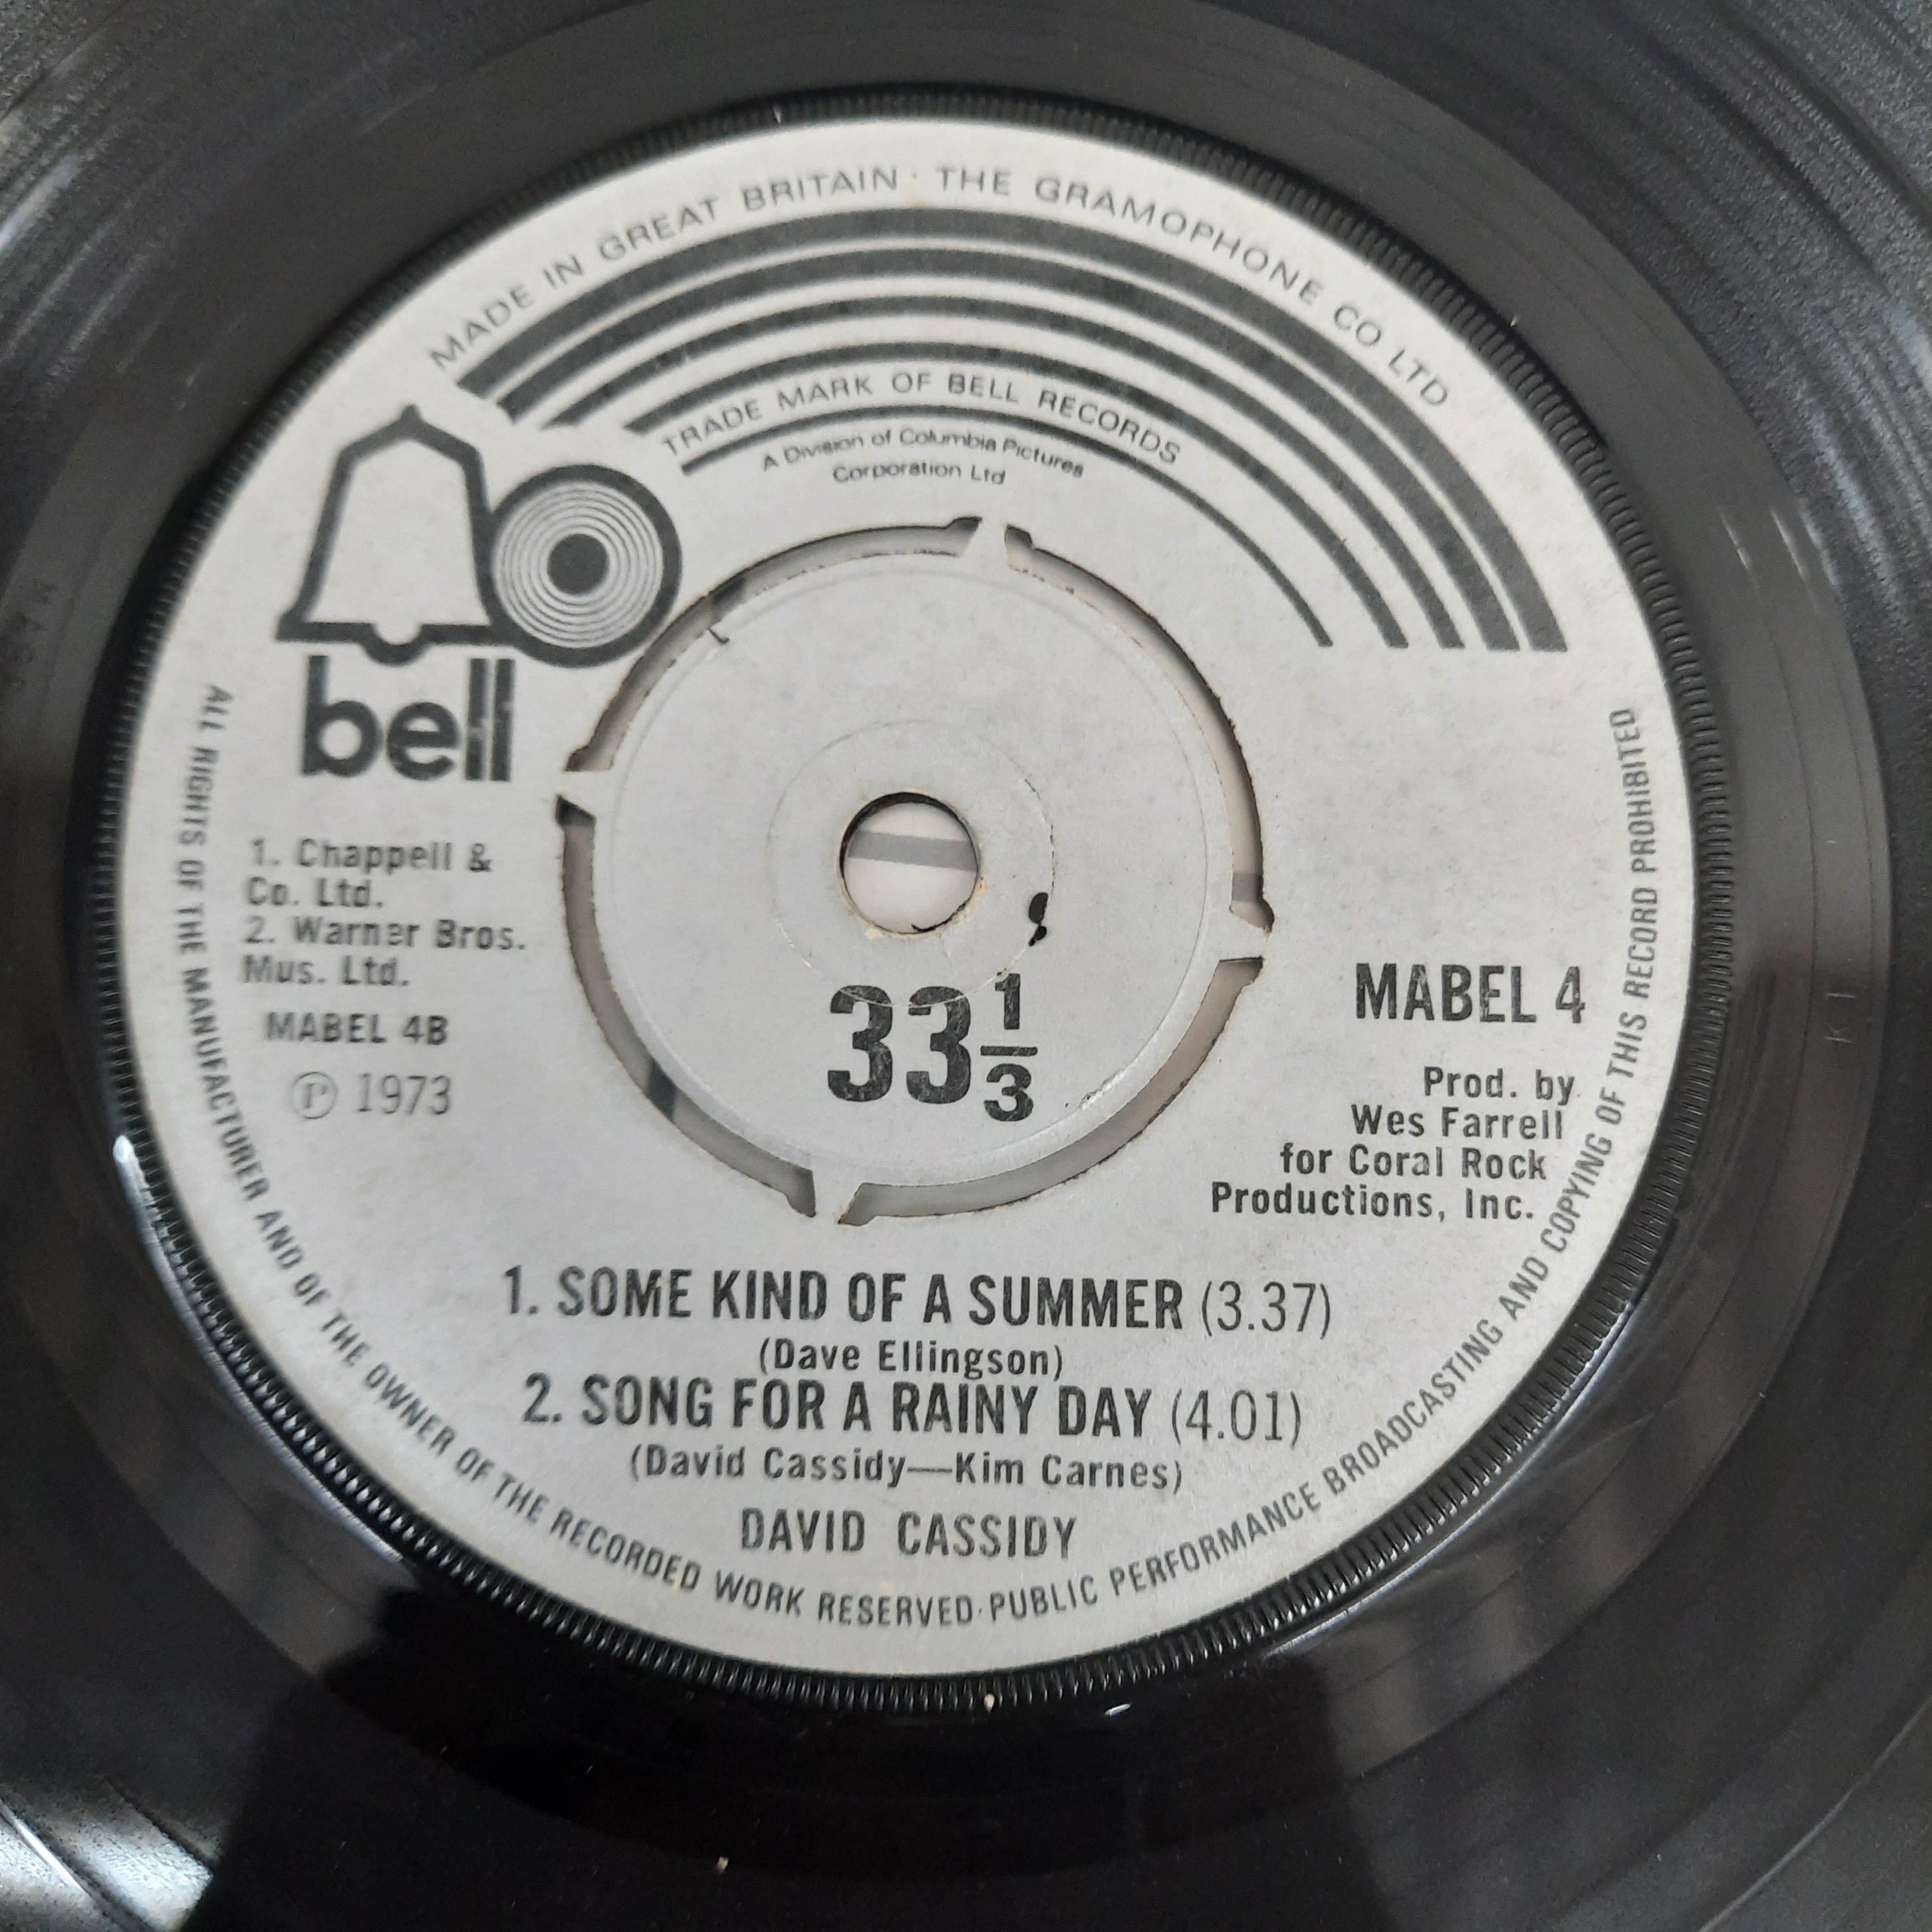 MADE IN GREAT BRITAIN · THE GRAMOPHONE CO LTD
TRADE MARK OF BELL RECORDS
A Division of Columbia Pictures
Corporation Ltd
bell
1. Chappell &
Co. Ltd.
2. Warner Bros.
Mus. Ltd.
MABEL 4B
Ⓟ 1973
33 1/3
MABEL 4
Prod. by
Wes Farrell
for Coral Rock
Productions, Inc.
1. SOME KIND OF A SUMMER (3.37)
(Dave Ellingson)
2. SONG FOR A RAINY DAY (4.01)
(David Cassidy—Kim Carnes)
DAVID CASSIDY
ALL RIGHTS OF THE MANUFACTURER AND OF THE OWNER OF THE RECORDED WORK RESERVED · PUBLIC PERFORMANCE BROADCASTING AND COPYING OF THIS RECORD PROHIBITED